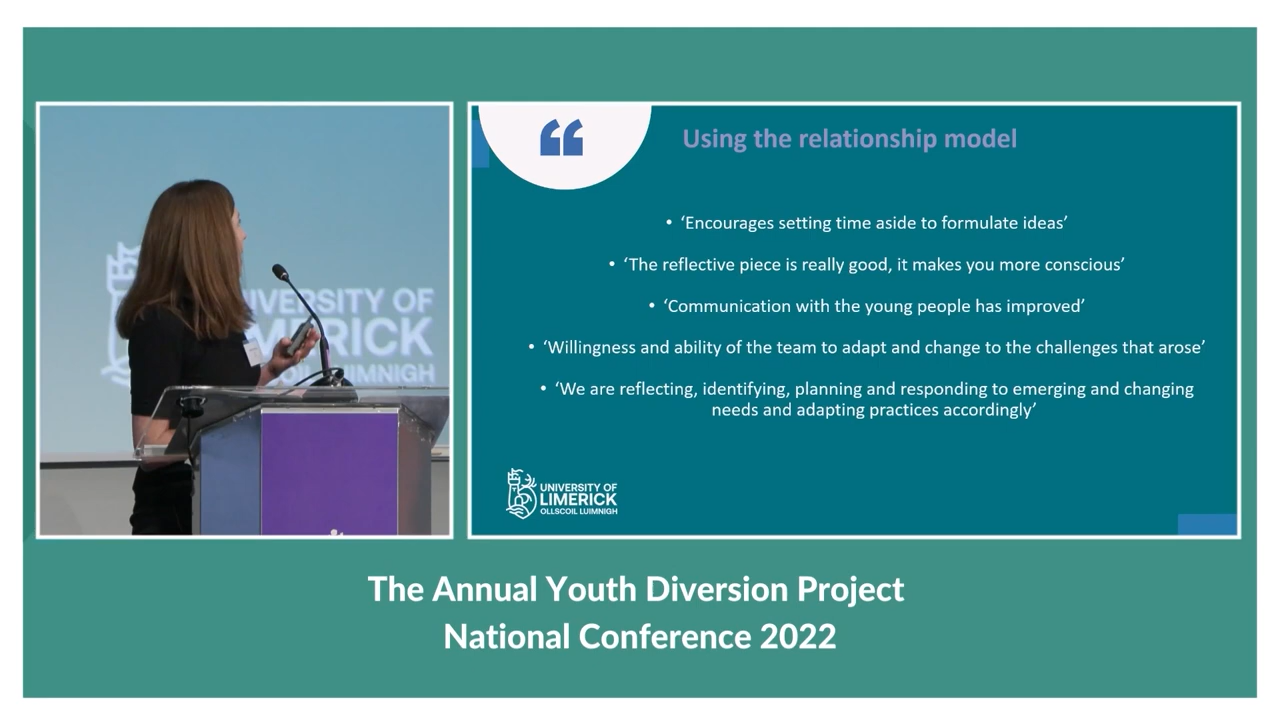 UNIVERSITY OF
LIMERICK
OLLSCOIL LUIMNIGH
“
Using the relationship model
• ‘Encourages setting time aside to formulate ideas’
• ‘The reflective piece is really good, it makes you more conscious’
• ‘Communication with the young people has improved’
• ‘Willingness and ability of the team to adapt and change to the challenges that arose’
• ‘We are reflecting, identifying, planning and responding to emerging and changing
needs and adapting practices accordingly’
UNIVERSITY OF
LIMERICK
OLLSCOIL LUIMNIGH
The Annual Youth Diversion Project
National Conference 2022